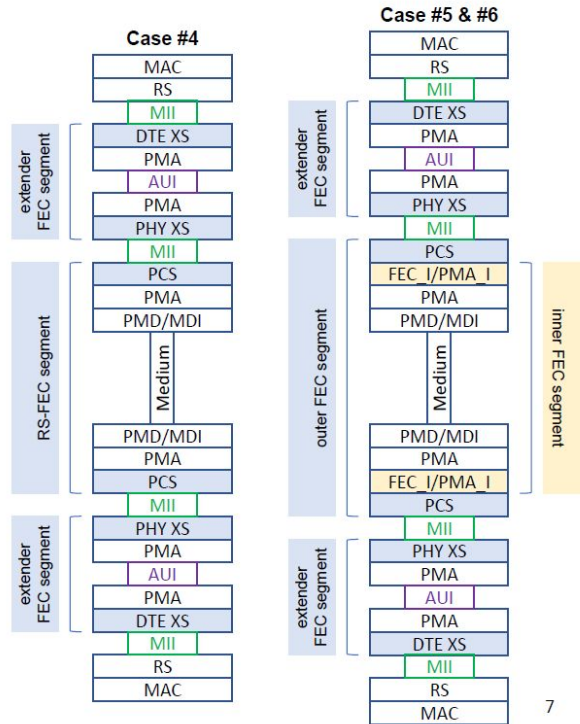 Case #4
MAC
RS
MII
DTE XS
PMA
AUI
PMA
PHY XS
MII
PCS
PMA
PMD/MDI
Medium
PMD/MDI
PMA
PCS
MII
PHY XS
PMA
AUI
PMA
DTE XS
MII
RS
MAC
extender
FEC segment
RS-FEC segment
extender
FEC segment
Case #5 & #6
MAC
RS
MII
DTE XS
PMA
AUI
PMA
PHY XS
MII
PCS
FEC_I/PMA_I
PMA
PMD/MDI
Medium
PMD/MDI
PMA
FEC_I/PMA_I
PCS
MII
PHY XS
PMA
AUI
PMA
DTE XS
MII
RS
MAC
extender
FEC segment
outer FEC segment
extender
FEC segment
inner FEC segment
7